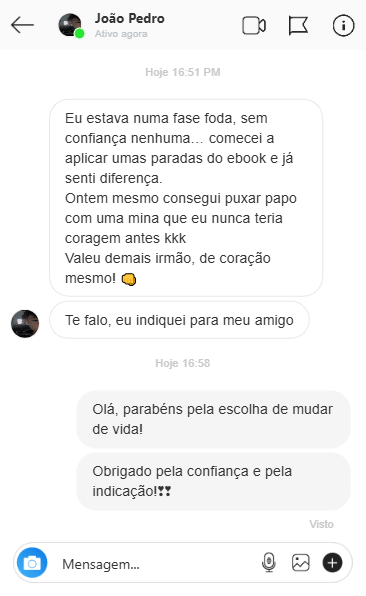 João Pedro
Ativo agora
Hoje 16:51 PM
Eu estava numa fase foda, sem
confiança nenhuma… comecei a
aplicar umas paradas do ebook e já
senti diferença.
Ontem mesmo consegui puxar papo
com uma mina que eu nunca teria
coragem antes kkk
Valeu demais irmão, de coração
mesmo! 👊
Te falo, eu indiquei para meu amigo
Hoje 16:58
Olá, parabéns pela escolha de mudar
de vida!
Obrigado pela confiança e pela
indicação!❣❣
Visto
Mensagem...